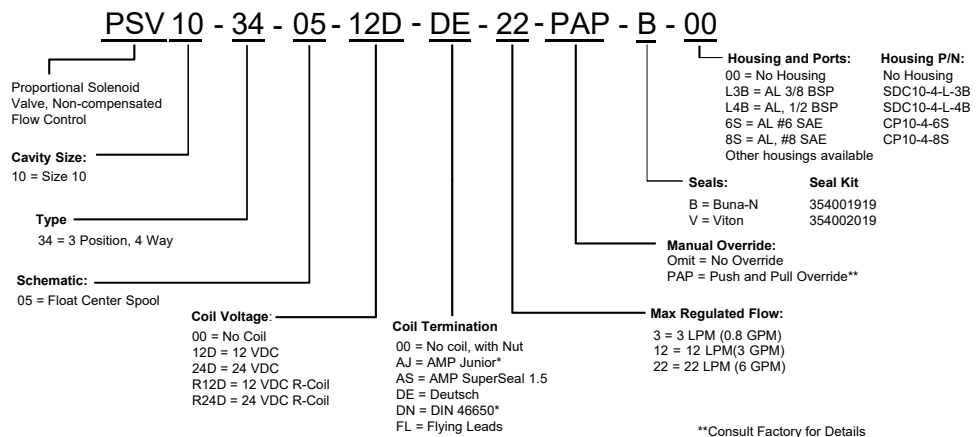 PSV10 - 34 - 05 - 12D - DE - 22 - PAP - B - 00
Proportional Solenoid
Valve, Non-compensated
Flow Control
Cavity Size:
10 = Size 10
Type
34 = 3 Position, 4 Way
Schematic:
05 = Float Center Spool
Coil Voltage:
00 = No Coil
12D = 12 VDC
24D = 24 VDC
R12D = 12 VDC R-Coil
R24D = 24 VDC R-Coil
Coil Termination
00 = No coil, with Nut
AJ = AMP Junior*
AS = AMP SuperSeal 1.5
DE = Deutsch
DN = DIN 46650*
FL = Flying Leads
Max Regulated Flow:
3 = 3 LPM (0.8 GPM)
12 = 12 LPM(3 GPM)
22 = 22 LPM (6 GPM)
Manual Override:
Omit = No Override
PAP = Push and Pull Override**
Seals: Seal Kit
B = Buna-N 354001919
V = Viton 354002019
Housing and Ports: Housing P/N:
00 = No Housing No Housing
L3B = AL 3/8 BSP SDC10-4-L-3B
L4B = AL, 1/2 BSP SDC10-4-L-4B
6S = AL #6 SAE CP10-4-6S
8S = AL, #8 SAE CP10-4-8S
Other housings available
**Consult Factory for Details